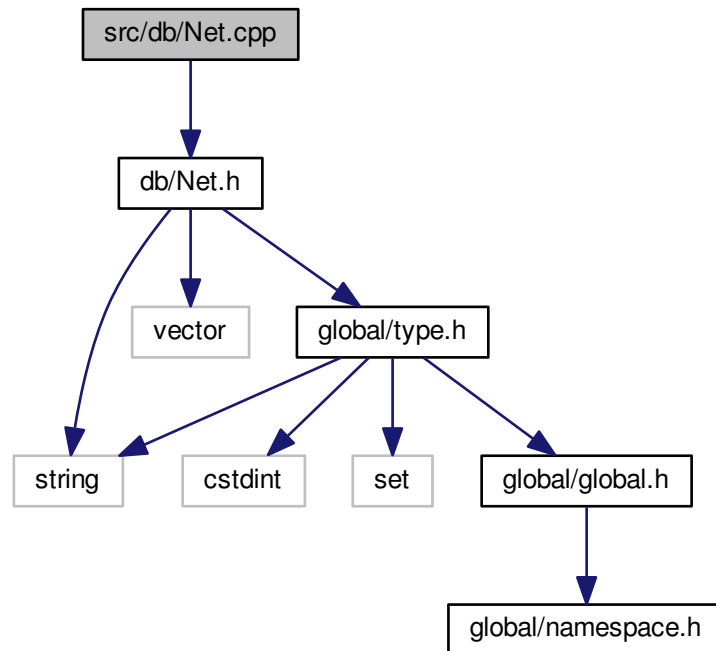 src/db/Net.cpp
db/Net.h
vector
global/type.h
string
cstdint
set
global/global.h
global/namespace.h